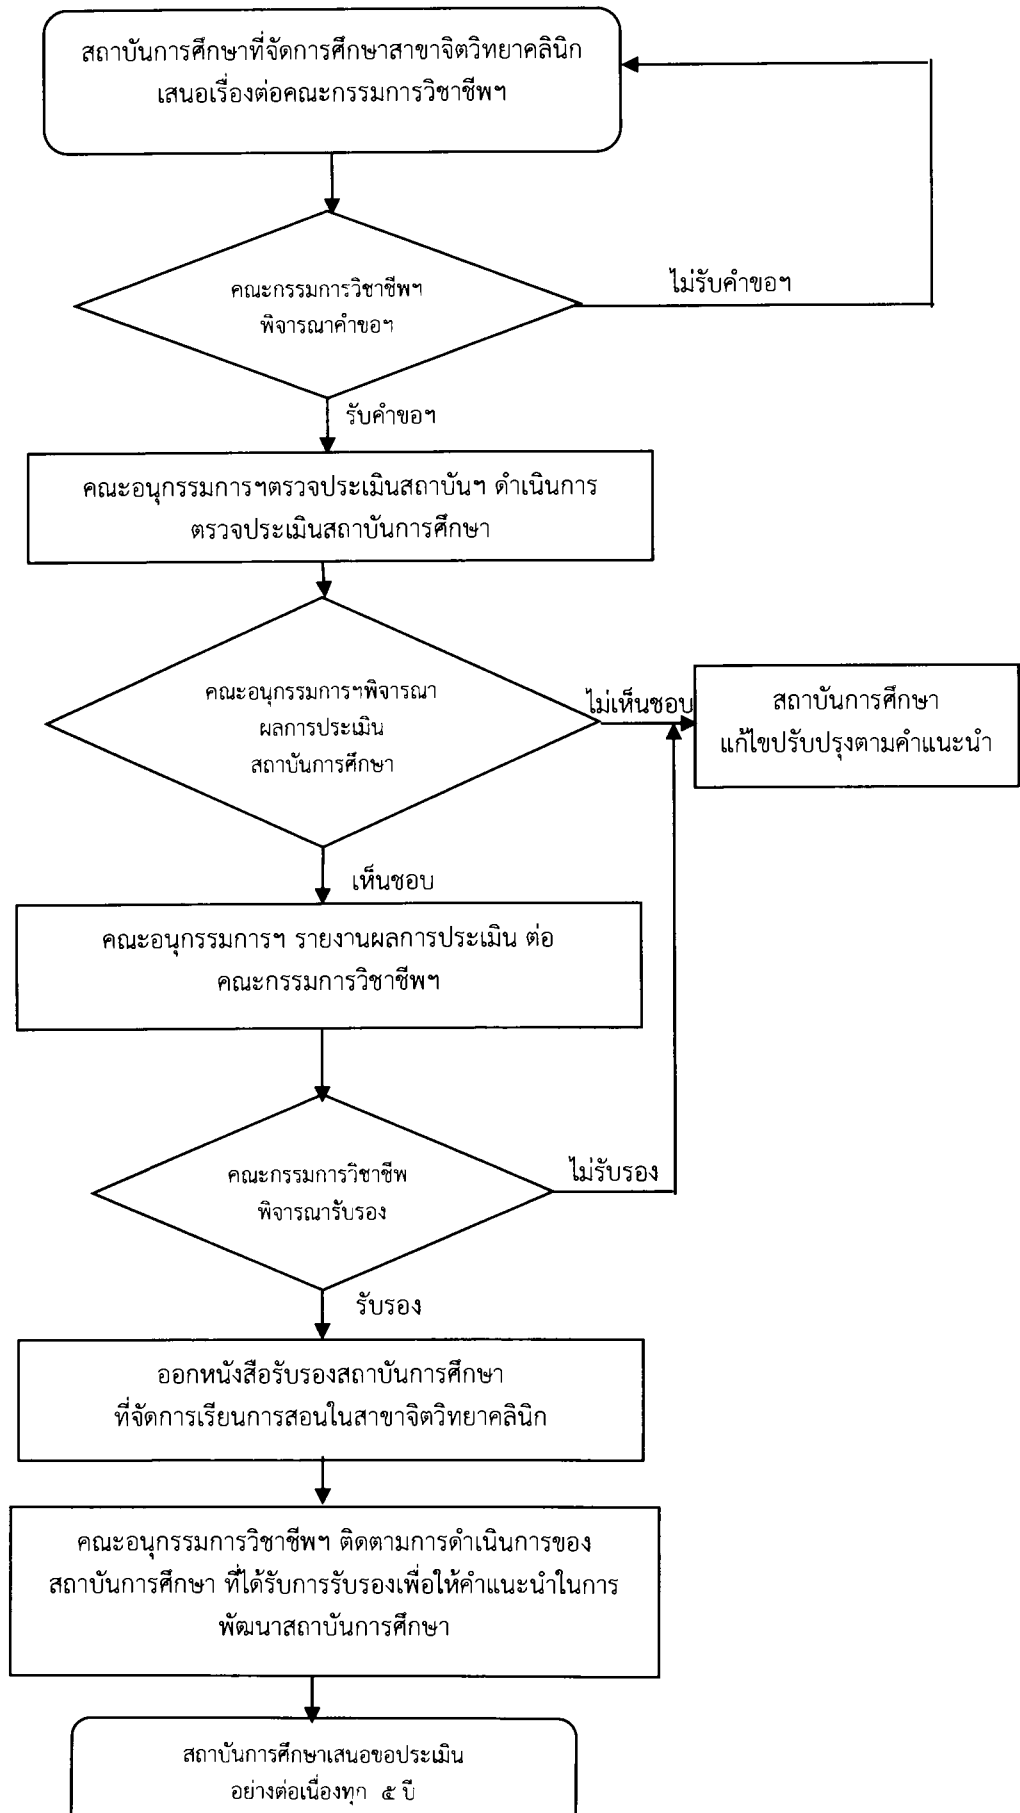 สถาบันการศึกษาที่จัดการศึกษาสาขาจิตวิทยาคลินิก
เสนอเรื่องต่อคณะกรรมการวิชาชีพฯ
คณะกรรมการวิชาชีพฯ
พิจารณาคำขอฯ
ไม่รับคำขอฯ
รับคำขอฯ
คณะอนุกรรมการฯตรวจประเมินสถาบันฯ ดำเนินการ
ตรวจประเมินสถาบันการศึกษา
คณะอนุกรรมการฯพิจารณา
ผลการประเมิน
สถาบันการศึกษา
ไม่เห็นชอบ
สถาบันการศึกษา
แก้ไขปรับปรุงตามคำแนะนำ
เห็นชอบ
คณะอนุกรรมการฯ รายงานผลการประเมิน ต่อ
คณะกรรมการวิชาชีพฯ
คณะกรรมการวิชาชีพ
พิจารณารับรอง
ไม่รับรอง
รับรอง
ออกหนังสือรับรองสถาบันการศึกษา
ที่จัดการเรียนการสอนในสาขาจิตวิทยาคลินิก
คณะอนุกรรมการวิชาชีพฯ ติดตามการดำเนินการของ
สถาบันการศึกษา ที่ได้รับการรับรองเพื่อให้คำแนะนำในการ
พัฒนาสถาบันการศึกษา
สถาบันการศึกษาเสนอขอประเมิน
อย่างต่อเนื่องทุก ๕ ปี